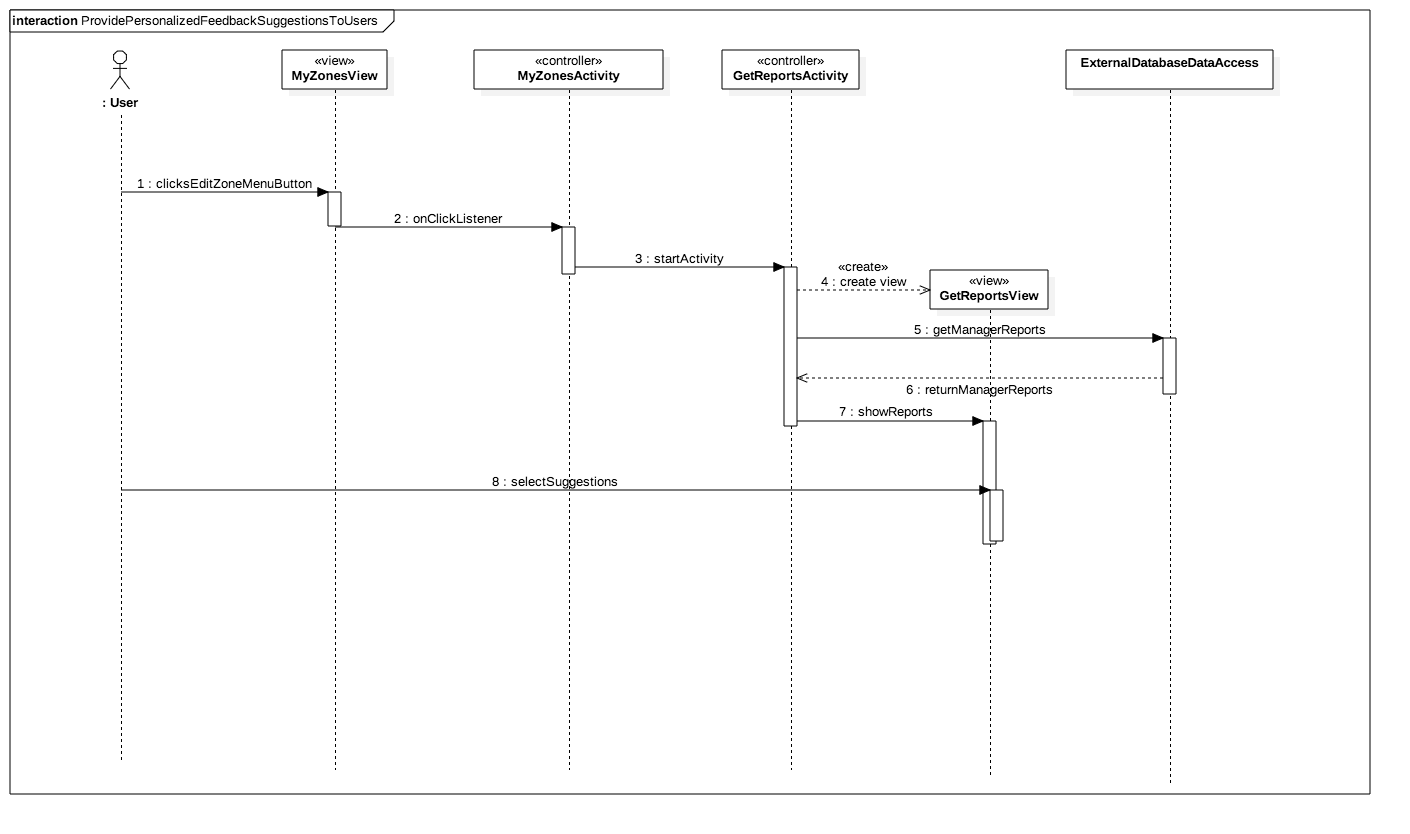 interaction ProvidePersonalizedFeedbackSuggestionsToUsers
: User
«view»
MyZonesView
«controller»
MyZonesActivity
«controller»
GetReportsActivity
ExternalDatabaseDataAccess
1 : clicksEditZoneMenuButton
2 : onClickListener
3 : startActivity
«create»
4 : create view
«view»
GetReportsView
5 : getManagerReports
6 : returnManagerReports
7 : showReports
8 : selectSuggestions